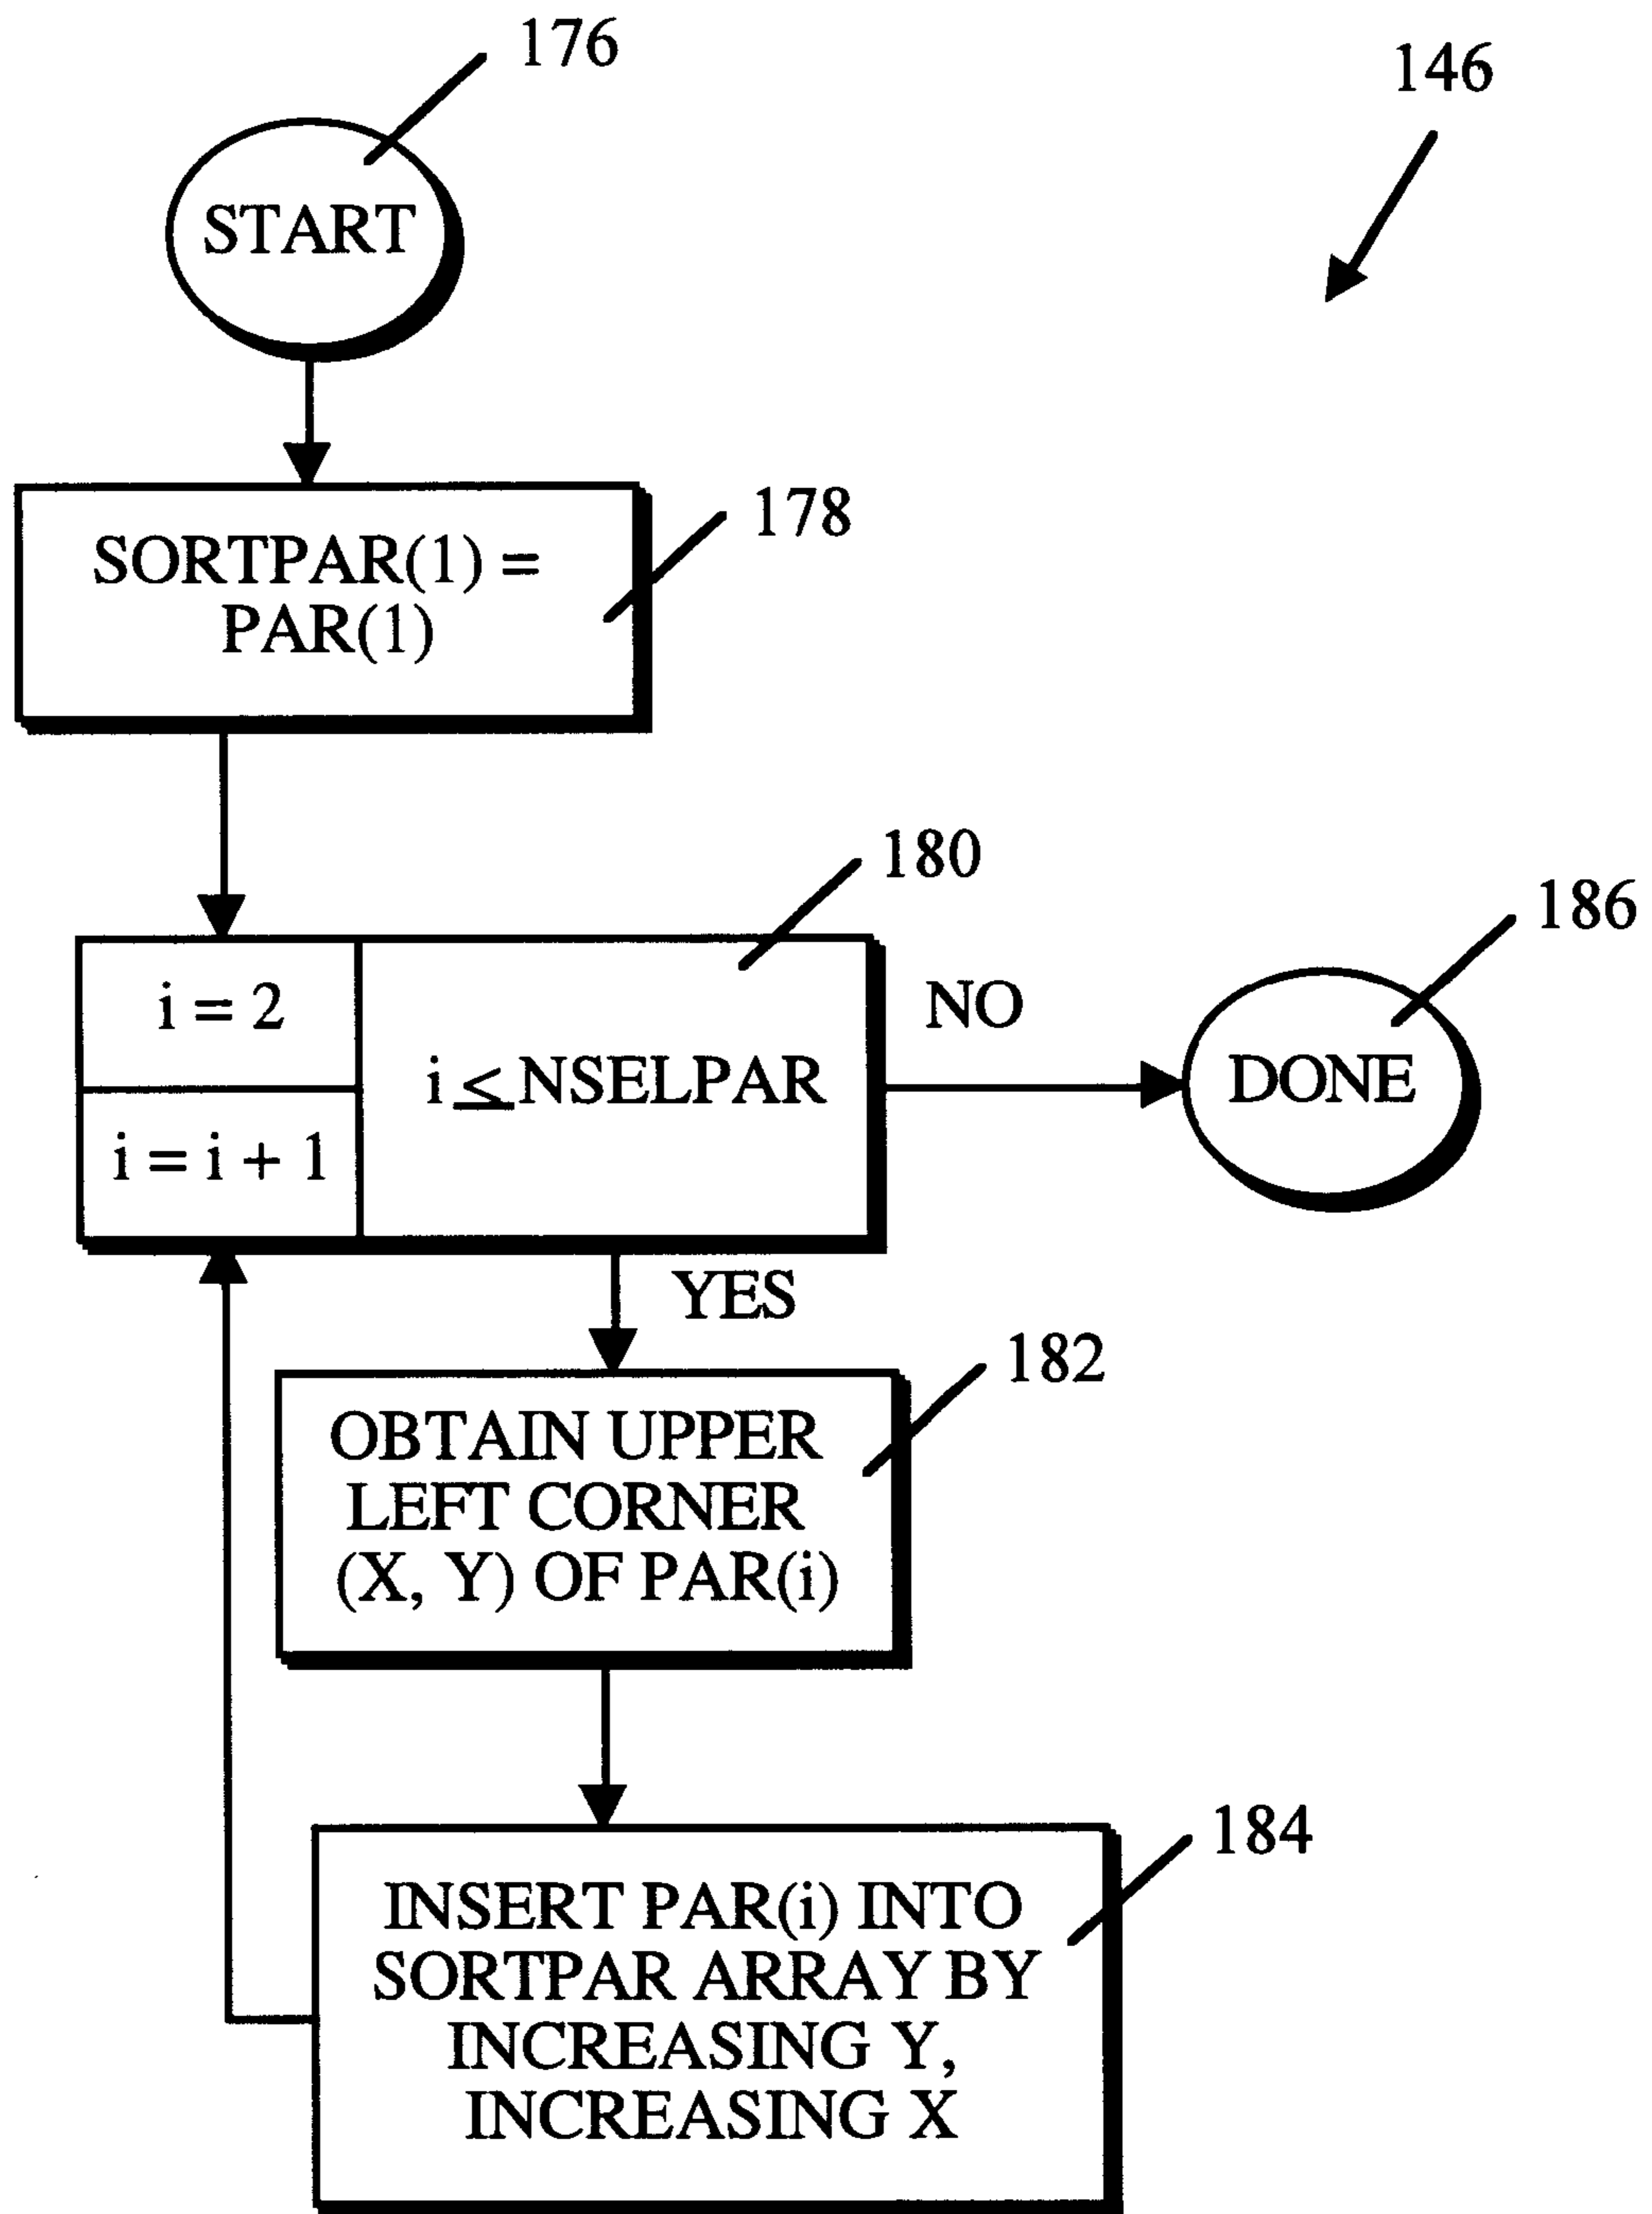 176
146
START
178
SORTPAR(1) =
PAR(1)
180
186
i = 2
i = i + 1
i ≤ NSELPAR
NO
DONE
YES
182
OBTAIN UPPER
LEFT CORNER
(X, Y) OF PAR(i)
184
INSERT PAR(i) INTO
SORTPAR ARRAY BY
INCREASING Y,
INCREASING X